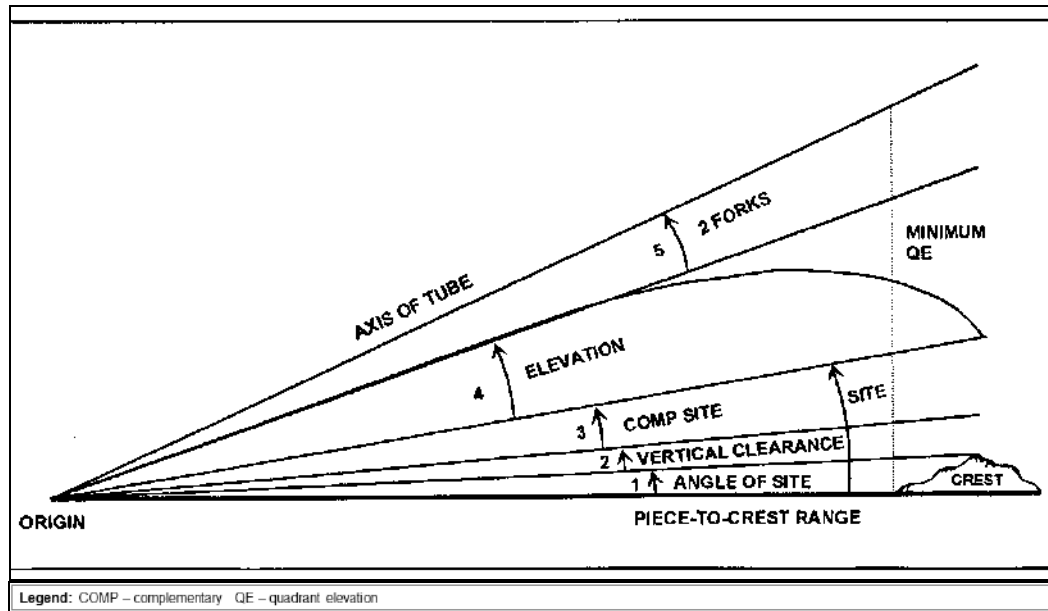 AXIS OF TUBE
5
2 FORKS
MINIMUM
QE
4
ELEVATION
SITE
3
COMP SITE
2
VERTICAL CLEARANCE
1
ANGLE OF SITE
CREST
ORIGIN
PIECE-TO-CREST RANGE
Legend: COMP – complementary QE – quadrant elevation